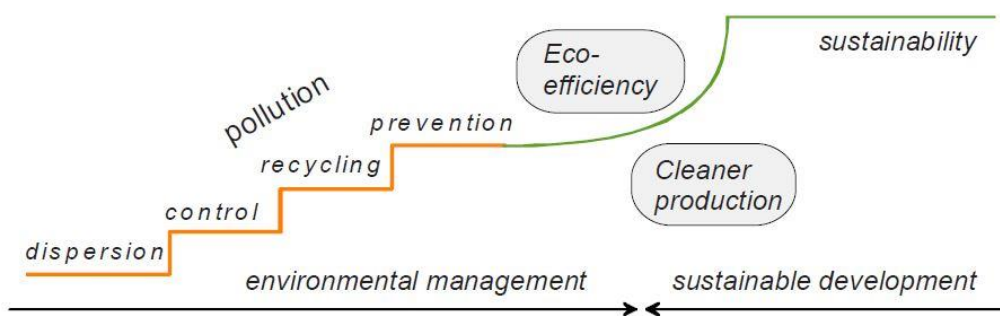 sustainability
Eco-
efficiency
pollution
prevention
recycling
Cleaner
production
control
dispersion
environmental management
sustainable development